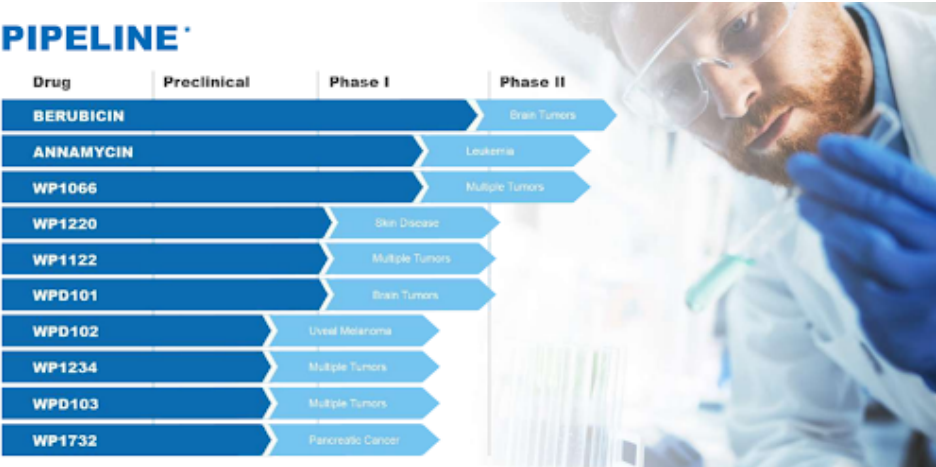 PIPELINE
Drug Preclinical Phase I Phase II
BERUBICIN Brain Tumors
ANNAMYCIN Leukemia
WP1066 Multiple Tumors
WP1220 Skin Disease
WP1122 Multiple Tumors
WPD101 Brain Tumors
WPD102 Uveal Melanoma
WP1234 Multiple Tumors
WPD103 Multiple Tumors
WP1732 Pancreatic Cancer